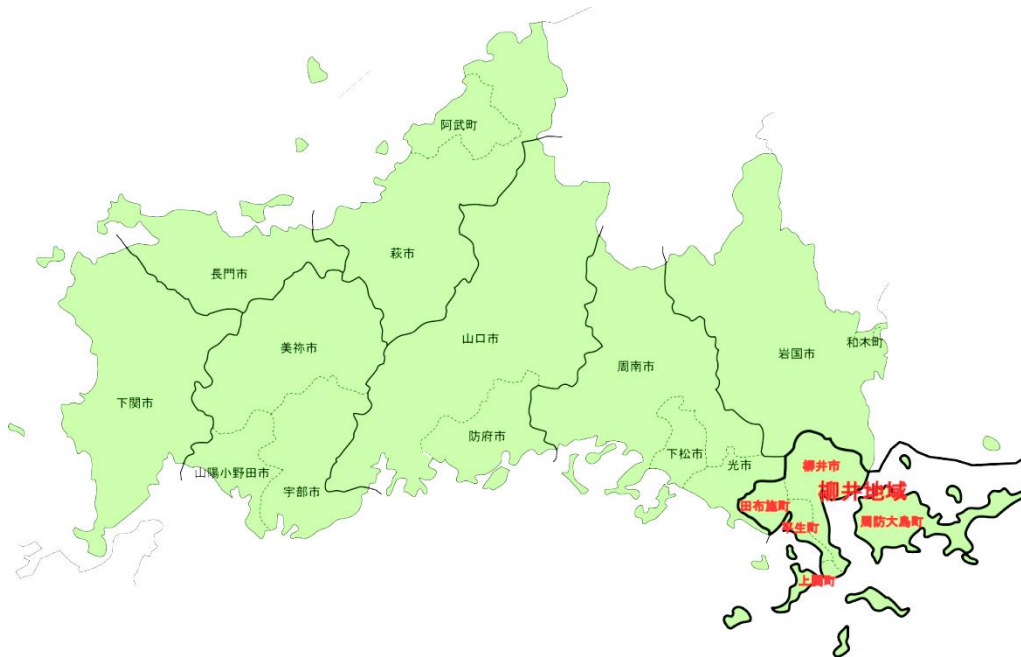 阿武町
萩市
長門市
美祢市
山口市
周南市
岩国市
和木町
下関市
防府市
下松市
光市
山陽小野田市
宇部市
柳井市
柳井地域
田布施町
平生町
周防大島町
上関町